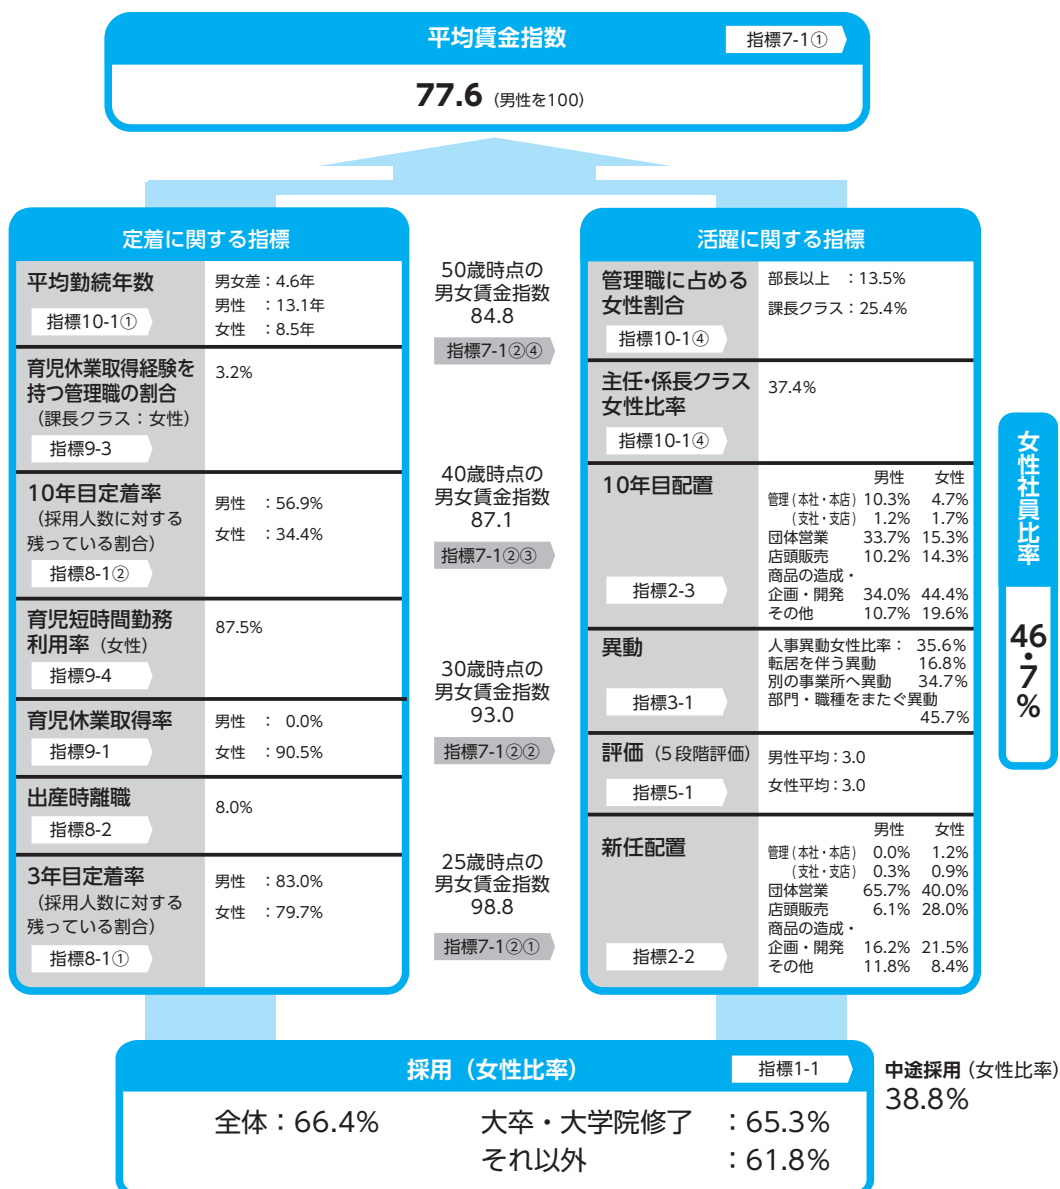 平均賃金指数
指標7-1①
77.6（男性を100）
定着に関する指標
平均勤続年数
指標10-1①
男女差：4.6年
男性　：13.1年
女性　：8.5年
育児休業取得経験を
持つ管理職の割合
（課長クラス：女性）
指標9-3
3.2%
10年目定着率
（採用人数に対する
残っている割合）
指標8-1②
男性　：56.9%
女性　：34.4%
育児短時間勤務
利用率（女性）
指標9-4
87.5%
育児休業取得率
指標9-1
男性　：　0.0%
女性　：90.5%
出産時離職
指標8-2
8.0%
3年目定着率
（採用人数に対する
残っている割合）
指標8-1①
男性　：83.0%
女性　：79.7%
50歳時点の
男女賃金指数
84.8
指標7-1②④
40歳時点の
男女賃金指数
87.1
指標7-1②③
30歳時点の
男女賃金指数
93.0
指標7-1②②
25歳時点の
男女賃金指数
98.8
指標7-1②①
活躍に関する指標
管理職に占める
女性割合
指標10-1④
部長以上　：13.5%
課長クラス：25.4%
主任・係長クラス
女性比率
指標10-1④
37.4%
10年目配置
指標2-3
男性　女性
管理（本社・本店）10.3%　4.7%
（支社・支店）　1.2%　1.7%
団体営業　33.7%　15.3%
店頭販売　10.2%　14.3%
商品の造成・
企画・開発　34.0%　44.4%
その他　10.7%　19.6%
異動
指標3-1
人事異動女性比率：　35.6%
転居を伴う異動　16.8%
別の事業所へ異動　34.7%
部門・職種をまたぐ異動
45.7%
評価（5段階評価）
指標5-1
男性平均：3.0
女性平均：3.0
新任配置
指標2-2
男性　女性
管理（本社・本店）　0.0%　1.2%
（支社・支店）　0.3%　0.9%
団体営業　65.7%　40.0%
店頭販売　6.1%　28.0%
商品の造成・
企画・開発　16.2%　21.5%
その他　11.8%　8.4%
女性社員比率
46・7%
採用（女性比率）
指標1-1
全体：66.4%
大卒・大学院修了　：65.3%
それ以外　：61.8%
中途採用（女性比率）
38.8%